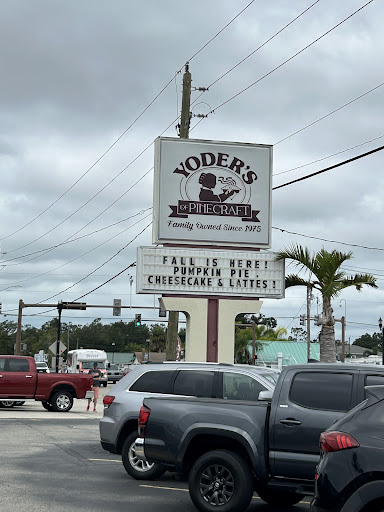 YODER'S
OF PINECRAFT
Family Owned Since 1975
FALL IS HERE!
PUMPKIN PIE,
CHEESECAKE & LATTES!